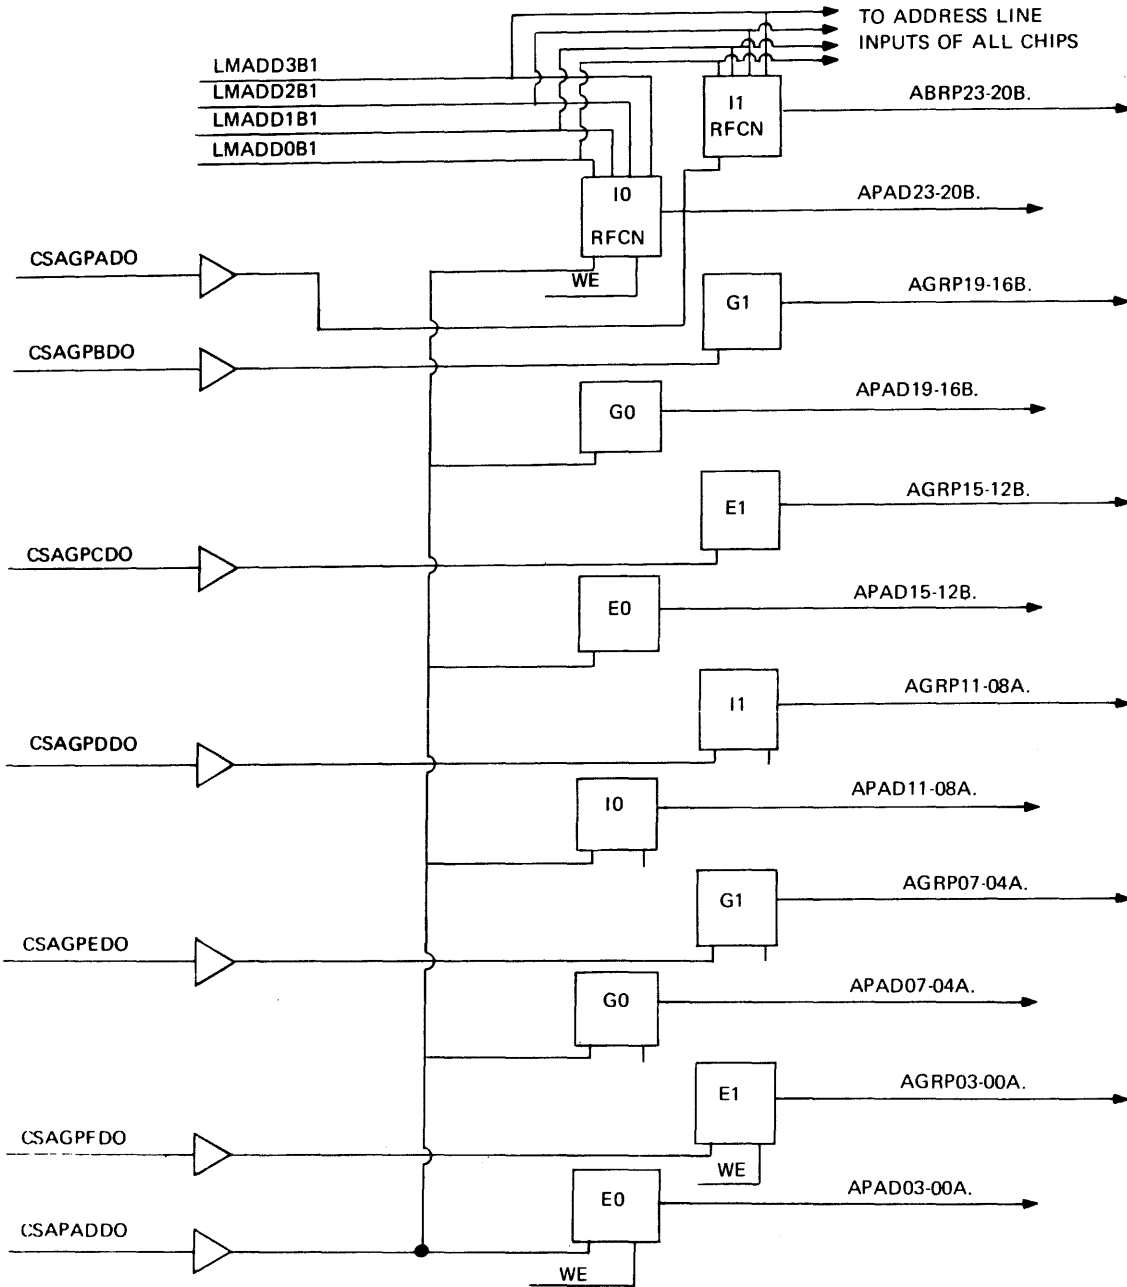 TO ADDRESS LINE
INPUTS OF ALL CHIPS
LMADD3B1
LMADD2B1
LMADD1B1
LMADD0B1
I1
RFCN
ABRP23-20B.
I0
RFCN
APAD23-20B.
WE
CSAGPADO
G1
AGRP19-16B.
CSAGPBDO
G0
APAD19-16B.
E1
AGRP15-12B.
CSAGPCDO
E0
APAD15-12B.
I1
AGRP11-08A.
CSAGPDDO
I0
APAD11-08A.
G1
AGRP07-04A.
CSAGPEDO
G0
APAD07-04A.
E1
AGRP03-00A.
CSAGPFDO
WE
E0
APAD03-00A.
CSAPADDO
WE